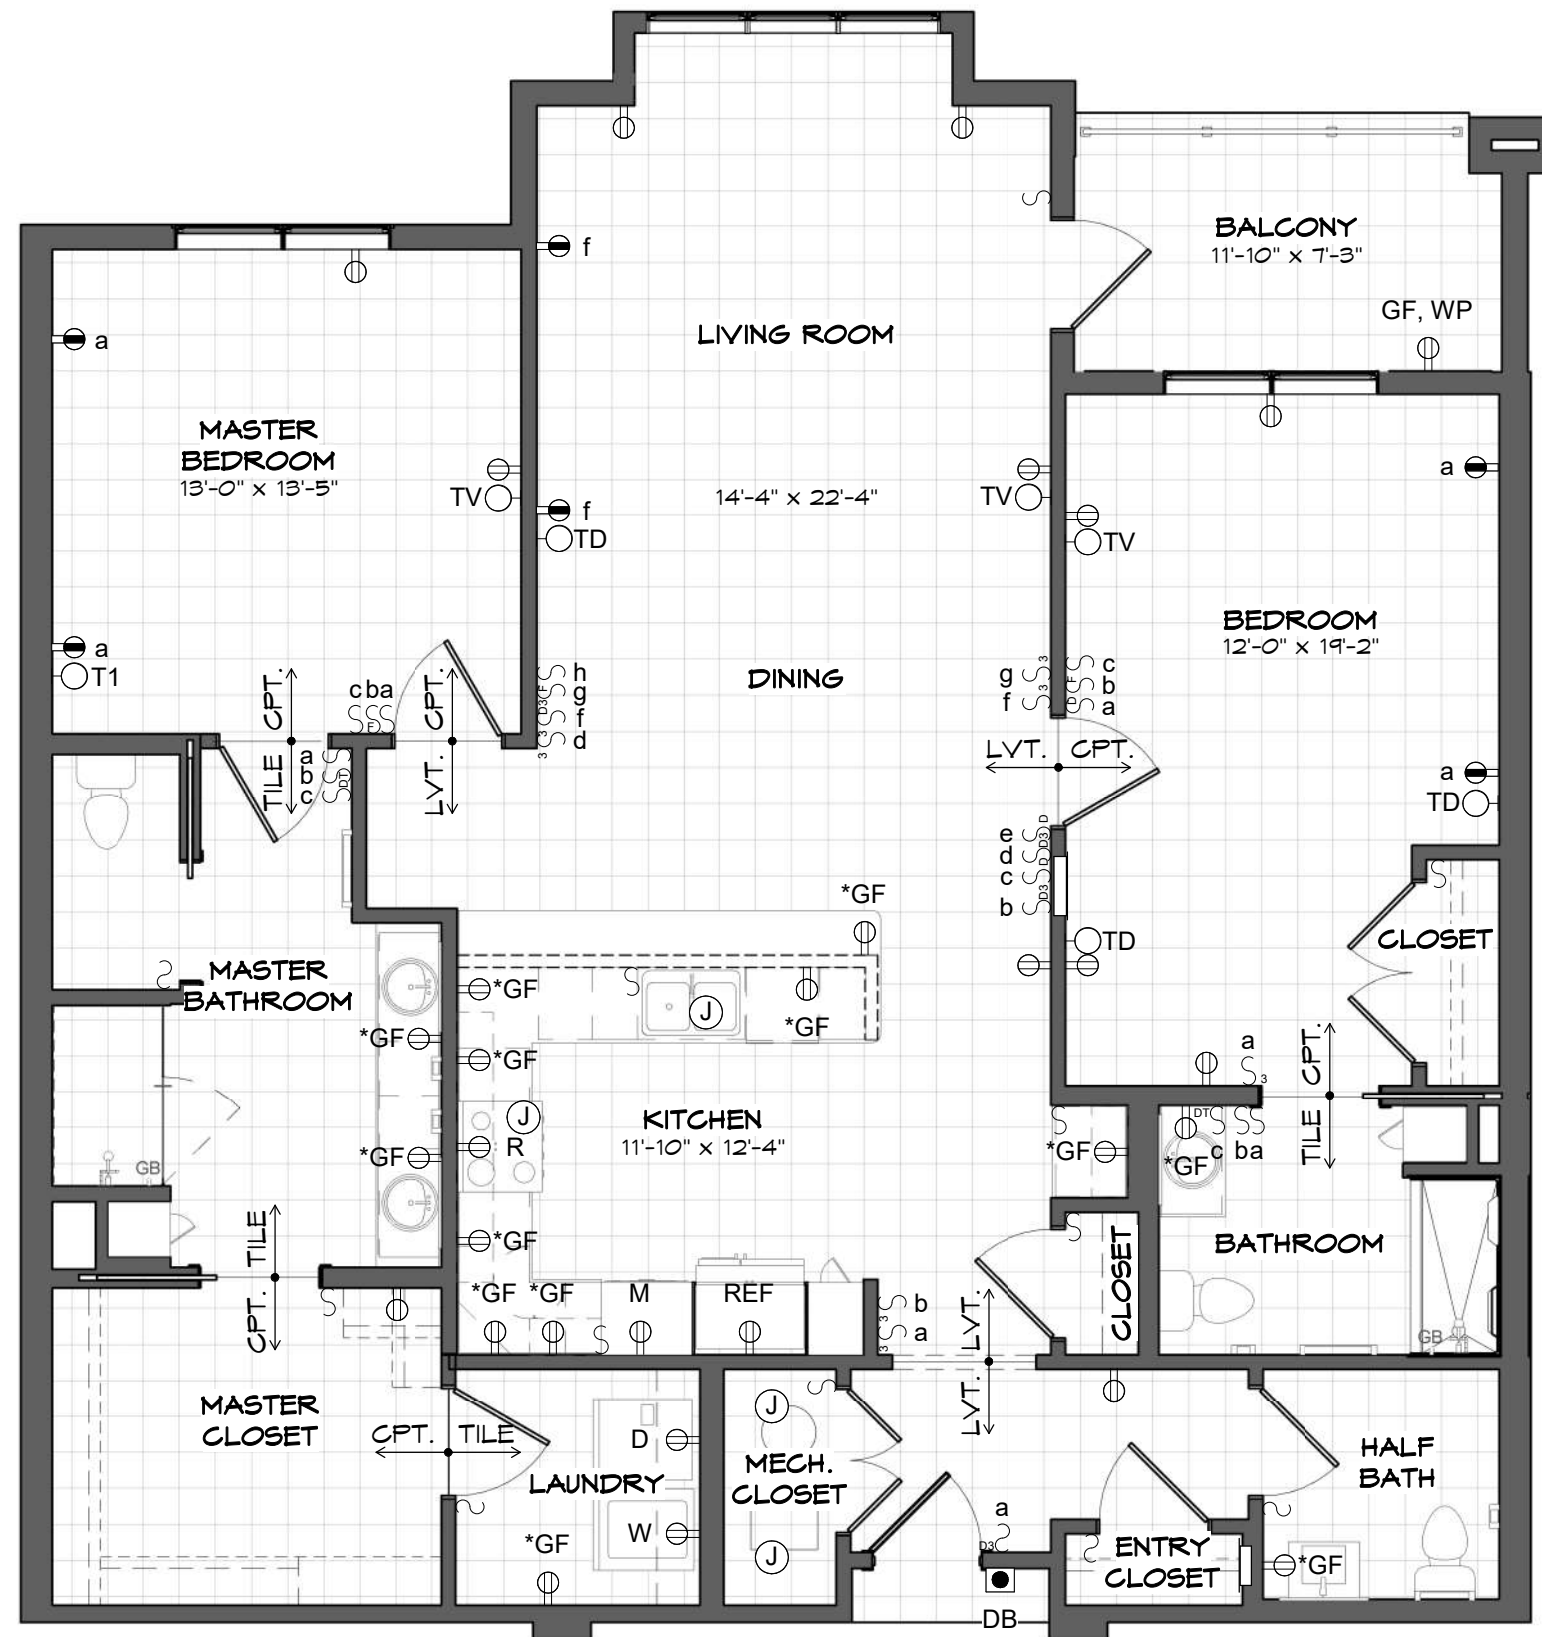 BALCONY
11'-10" x 7'-3"
GF, WP
f
LIVING ROOM
a
MASTER
BEDROOM
13'-0" x 13'-5"
TV
14'-4" x 22'-4"
f
TD
TV
TV
a
BEDROOM
12'-0" x 19'-2"
a
T1
CPT.
c b a
CPT.
h
g
f
d
DINING
g
f
c
b
a
TILE
a
b
c
DT
LVT.
LVT. CPT.
a
TD
e
d
c
b
*GF
TD
CLOSET
MASTER
BATHROOM
*GF
J
*GF
*GF
*GF
a
3
CPT.
TILE
KITCHEN
11'-10" x 12'-4"
J
R
*GF
GB
*GF
*GF
DT
c b a
TILE
CPT.
*GF
*GF *GF M REF
b
a
LVT.
LVT.
CLOSET
BATHROOM
GB
MASTER
CLOSET
CPT. TILE
D
LAUNDRY
W
*GF
J
MECH.
CLOSET
J
HALF
BATH
a
D3
ENTRY
CLOSET
*GF
DB